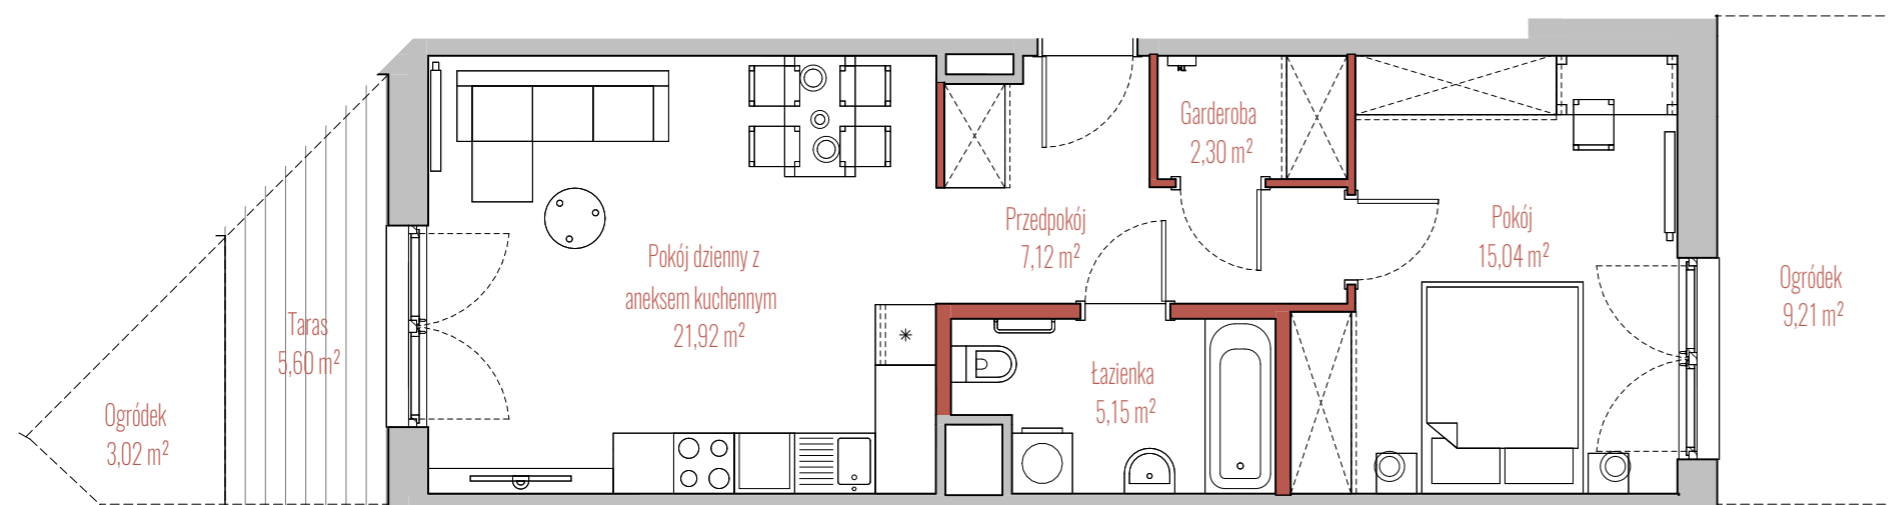 Pokój dzienny z
aneksem kuchennym
21,92 m²
Taras
5,60 m²
Ogródek
3,02 m²
Przedpokój
7,12 m²
Garderoba
2,30 m²
Łazienka
5,15 m²
Pokój
15,04 m²
Ogródek
9,21 m²